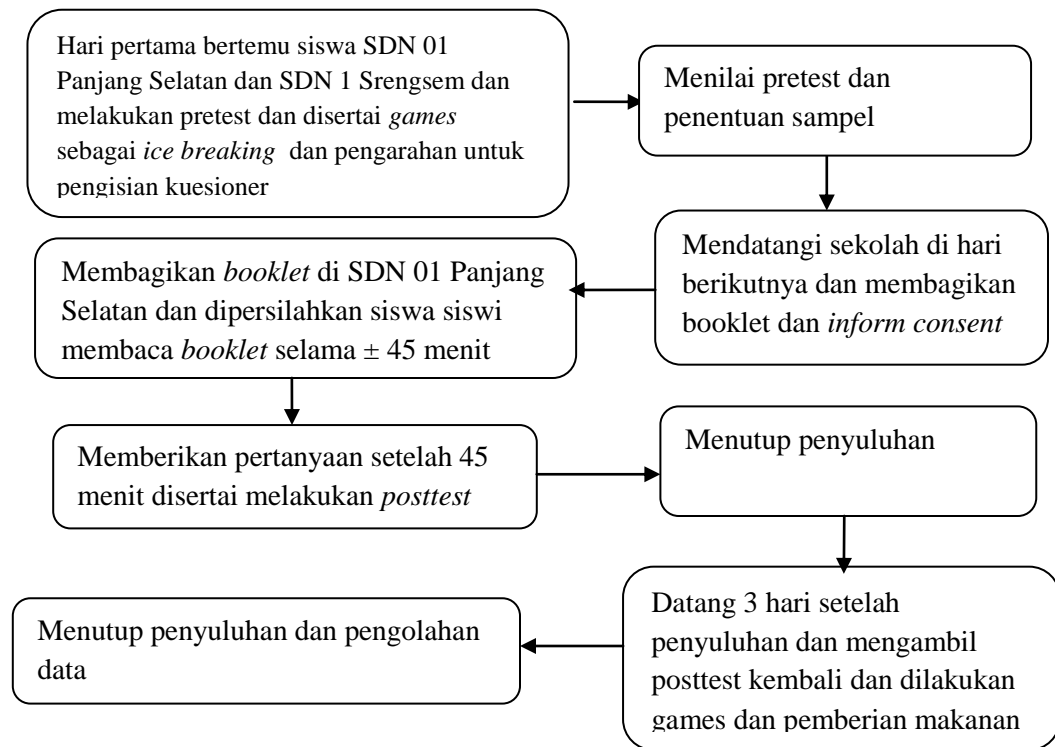 Hari pertama bertemu siswa SDN 01
Panjang Selatan dan SDN 1 Srengsem dan
melakukan pretest dan disertai games
sebagai ice breaking dan pengarahan untuk
pengisian kuesioner
Menilai pretest dan
penentuan sampel
Mendatangi sekolah di hari
berikutnya dan membagikan
booklet dan inform consent
Membagikan booklet di SDN 01 Panjang
Selatan dan dipersilahkan siswa siswi
membaca booklet selama ± 45 menit
Memberikan pertanyaan setelah 45
menit disertai melakukan posttest
Menutup penyuluhan
Datang 3 hari setelah
penyuluhan dan mengambil
posttest kembali dan dilakukan
games dan pemberian makanan
Menutup penyuluhan dan pengolahan
data